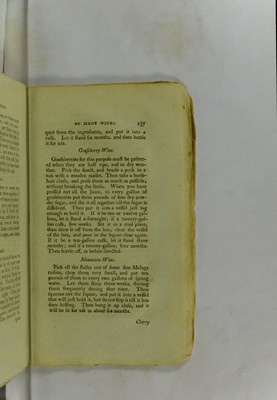 OF MADE WINES.
quor from the ingredients, and put it into a
cask. Let it stand six months, and then bottle
it for use.
Gooseberry Wine.
Gooseberries for this purpose must be gather-
ed when they are half ripe, and in dry wea-
ther. Pick the fruit, and bruise a peck in a
tub with a wooden mallet. Then take a horse-
hair cloth, and press them as much as possible,
without breaking the seeds. When you have
pressed out all the juice, to every gallon of
gooseberries put three pounds of fine dry pow-
der sugar, and stir it all together till the sugar is
dissolved. Then put it into a vessel just big
enough to hold it. If it be ten or twelve gal-
lons, let it stand a fortnight, if a twenty-gal-
lon cask, five weeks. Set it in a cool place,
then draw it off from the lees, clear the vessel
of the lees, and pour in the liquor clear again.
If it be a ten-gallon cask, let it stand three
months; and if a twenty-gallon, four months.
Then bottle off, as before directed.
Mountain Wine.
Pick off the stalks out of some fine Malaga
raisins, chop them very small, and put ten
pounds of them to every two gallons of spring
water. Let them steep three weeks, stirring
them frequently during that time. Then
squeeze out the liquor, and put it into a vessel
that will just hold it, but do not stop it till it has
done hissing. Then bung it up close, and it
will be fit for use in about six months.
Cherry